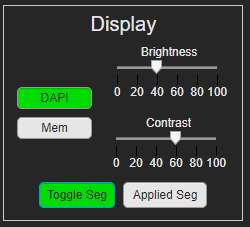 Display
Brightness
0 20 40 60 80 100
DAPI
Mem
Contrast
0 20 40 60 80 100
Toggle Seg
Applied Seg